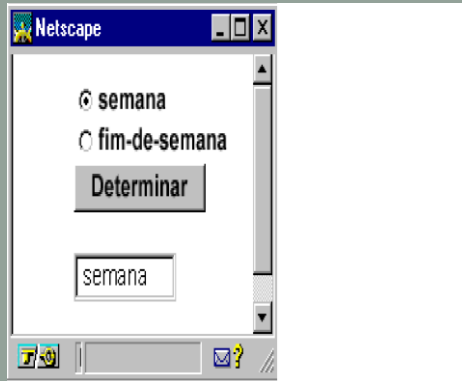 Netscape
semana
fim-de-semana
Determinar
semana